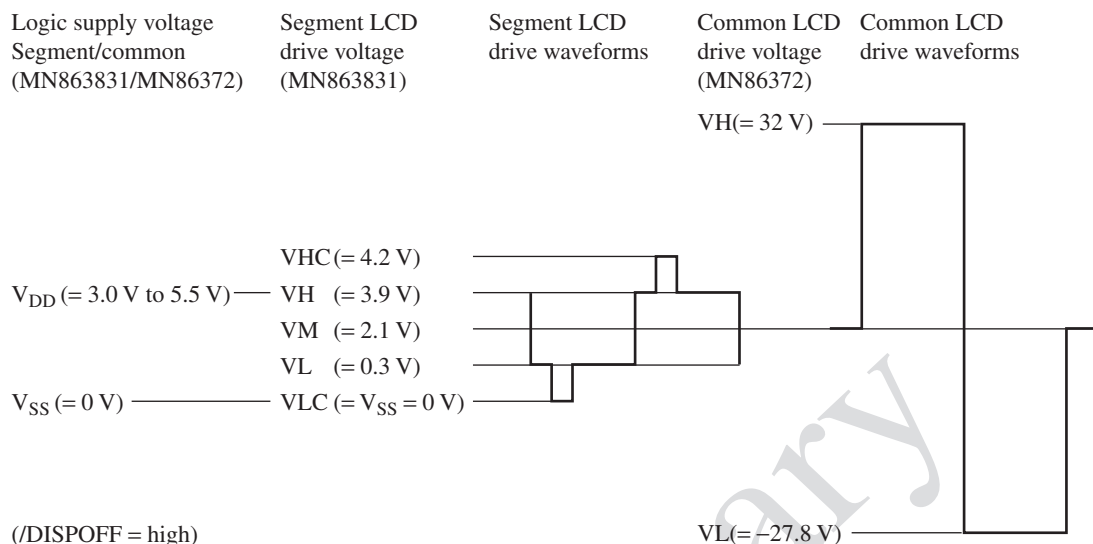 Logic supply voltage
Segment/common
(MN863831/MN86372)
Segment LCD
drive voltage
(MN863831)
Segment LCD
drive waveforms
Common LCD
drive voltage
(MN86372)
Common LCD
drive waveforms
VH(= 32 V)
VHC (= 4.2 V)
VDD (= 3.0 V to 5.5 V)
VH (= 3.9 V)
VM (= 2.1 V)
VL (= 0.3 V)
VSS (= 0 V)
VLC (= VSS = 0 V)
(/DISPOFF = high)
VL(= −27.8 V)
ary